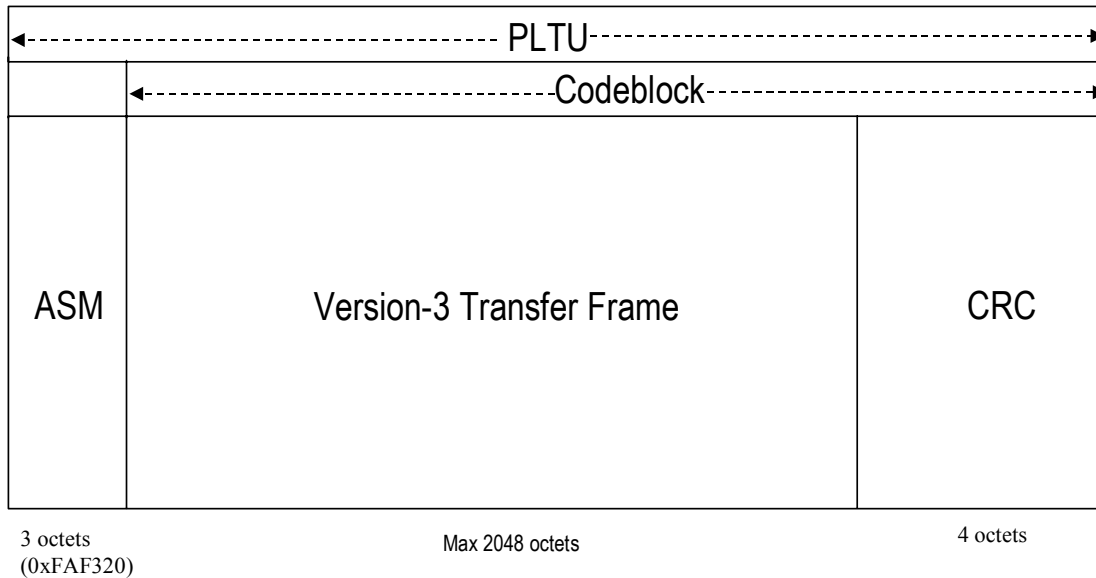 PLTU
Codeblock
ASM
Version-3 Transfer Frame
CRC
3 octets
(0xFAF320)
Max 2048 octets
4 octets